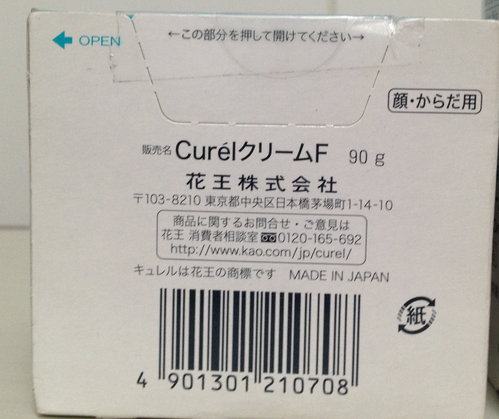 OPEN
←この部分を押して開けてください→
顔・からだ用
販売名 CurélクリームF 90g
花王株式会社
〒103-8210 東京都中央区日本橋茅場町1-14-10
商品に関するお問合せ・ご意見は
花王 消費者相談室 0120-165-692
http://www.kao.com/jp/curel/
キュレルは花王の商標です MADE IN JAPAN
紙
4 901301 210708